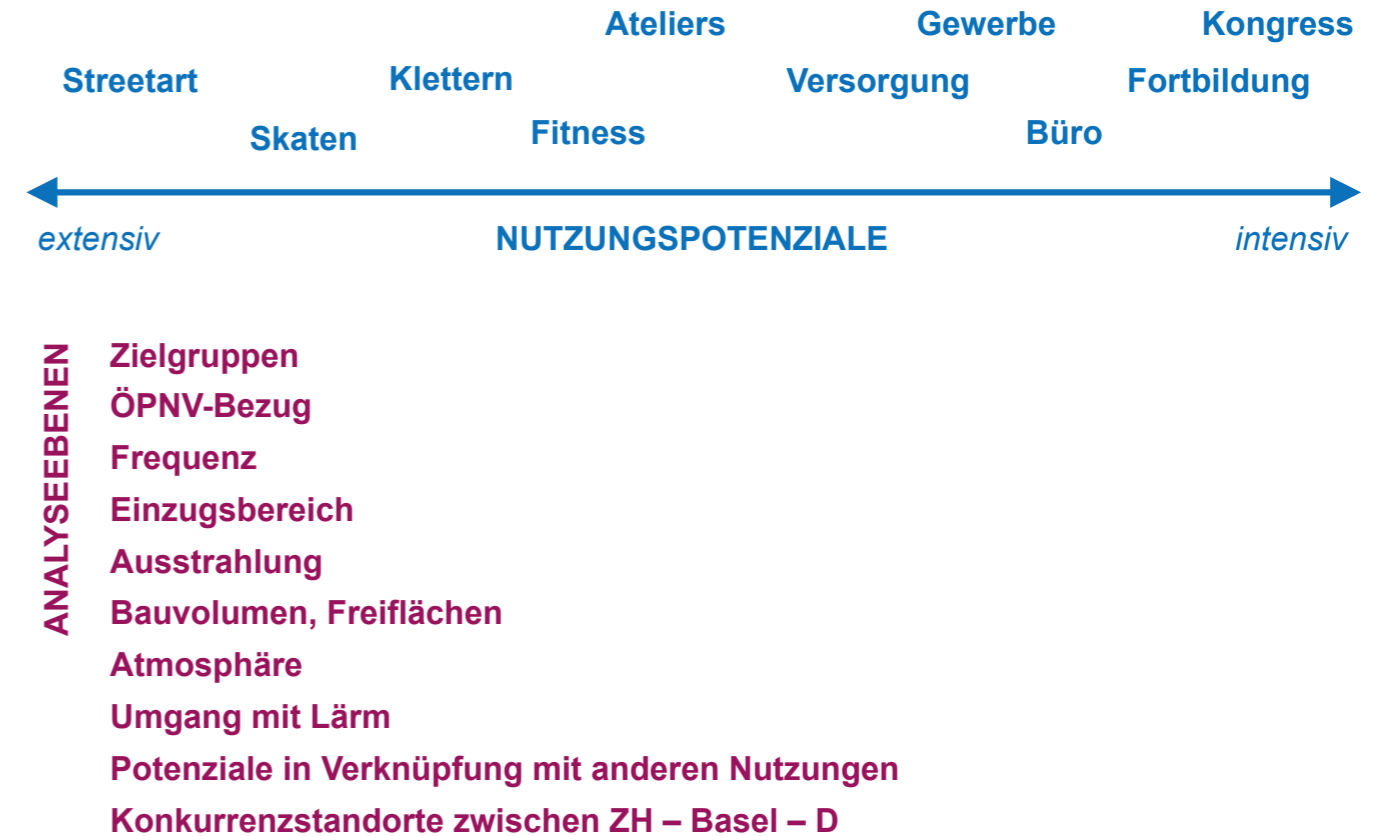 Ateliers Gewerbe Kongress
Streetart Klettern Versorgung Fortbildung
Skaten Fitness Büro
extensiv NUTZUNGSPOTENZIALE intensiv
ANALYSEEBENEN
Zielgruppen
ÖPNV-Bezug
Frequenz
Einzugsbereich
Ausstrahlung
Bauvolumen, Freiflächen
Atmosphäre
Umgang mit Lärm
Potenziale in Verknüpfung mit anderen Nutzungen
Konkurrenzstandorte zwischen ZH – Basel – D